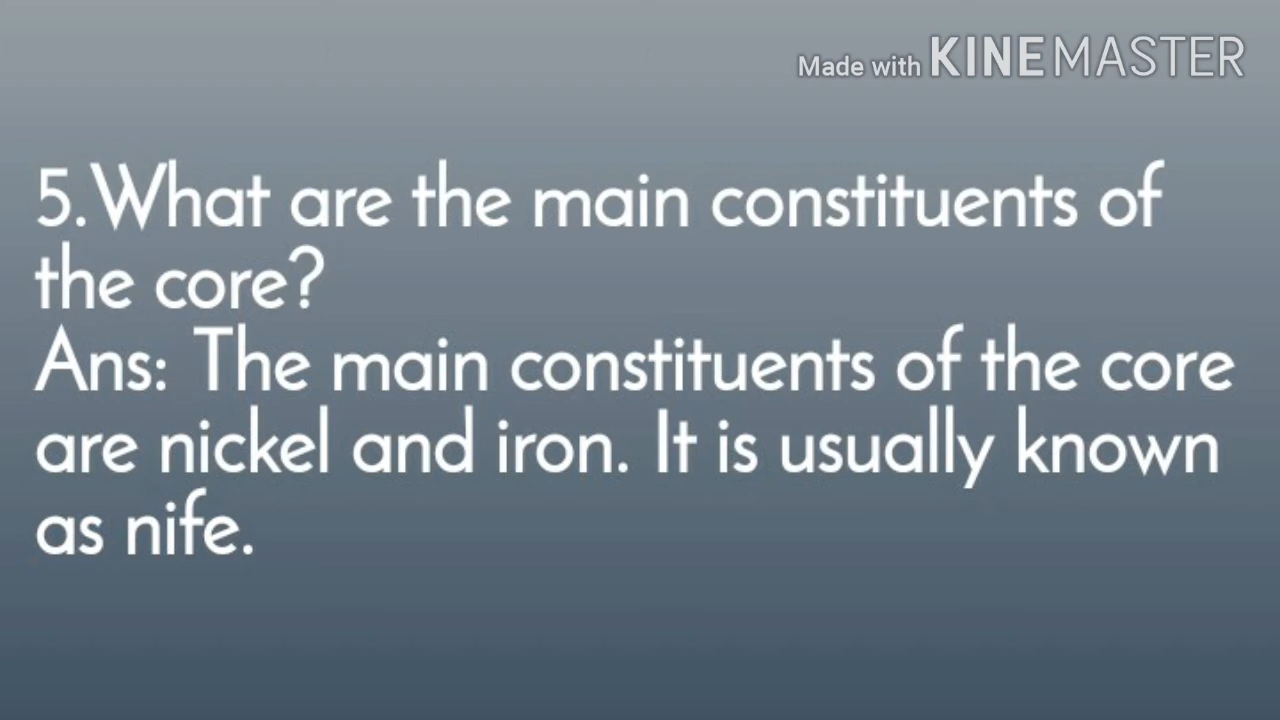 Made with KINEMASTER
5.What are the main constituents of
the core?
Ans: The main constituents of the core
are nickel and iron. It is usually known
as nife.